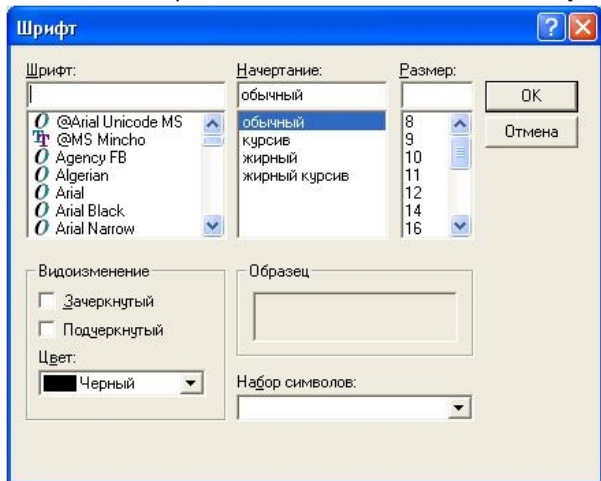 Шрифт
Шрифт:
Начертание:
Размер:
обычный
OK
Отмена
@Arial Unicode MS
@MS Mincho
Agency FB
Algerian
Arial
Arial Black
Arial Narrow
обычный
курсив
жирный
жирный курсив
8
9
10
11
12
14
16
Видоизменение
Зачеркнутый
Подчеркнутый
Цвет:
Черный
Образец
Набор символов: